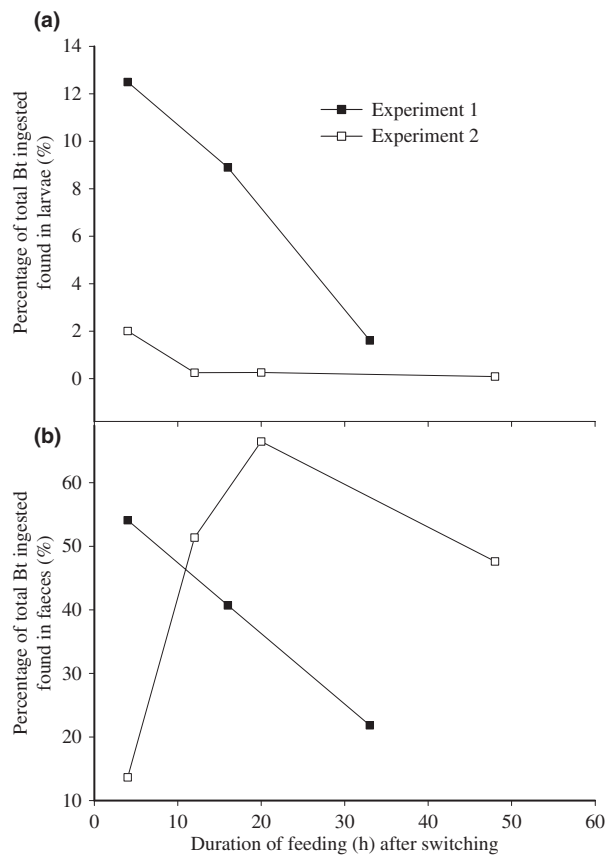 (a)
14
12
10
8
6
4
2
0
Percentage of total Bt ingested
found in larvae (%)
Experiment 1
Experiment 2
(b)
60
50
40
30
20
10
Percentage of total Bt ingested
found in faeces (%)
0 10 20 30 40 50 60
Duration of feeding (h) after switching